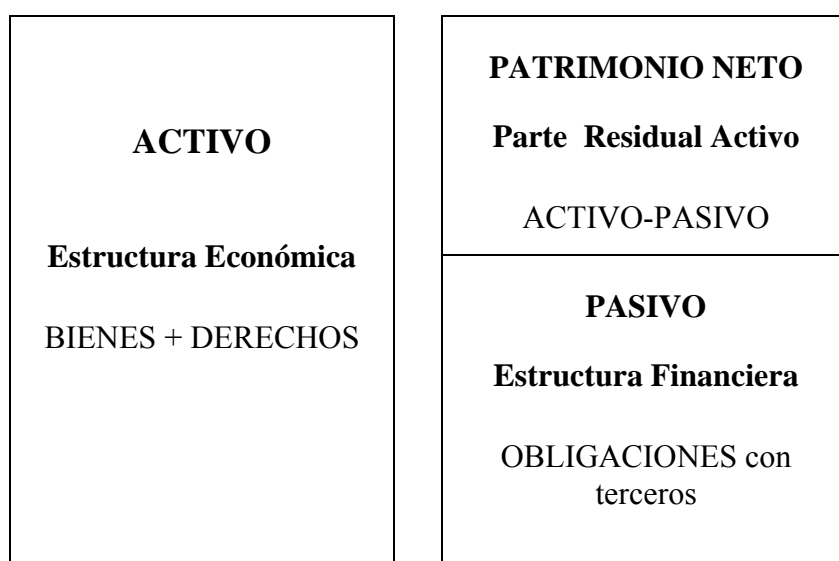 ACTIVO
Estructura Económica
BIENES + DERECHOS
PATRIMONIO NETO
Parte Residual Activo
ACTIVO-PASIVO
PASIVO
Estructura Financiera
OBLIGACIONES con
terceros